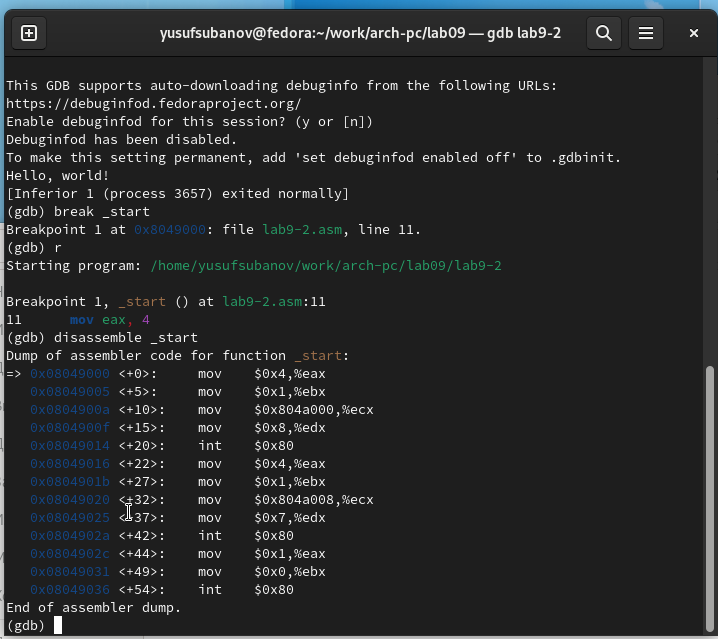 yusufsubanov@fedora:~/work/arch-pc/lab09 — gdb lab9-2
This GDB supports auto-downloading debuginfo from the following URLs:
https://debuginfod.fedoraproject.org/
Enable debuginfod for this session? (y or [n])
Debuginfod has been disabled.
To make this setting permanent, add 'set debuginfod enabled off' to .gdbinit.
Hello, world!
[Inferior 1 (process 3657) exited normally]
(gdb) break _start
Breakpoint 1 at 0x8049000: file lab9-2.asm, line 11.
(gdb) r
Starting program: /home/yusufsubanov/work/arch-pc/lab09/lab9-2
Breakpoint 1, _start () at lab9-2.asm:11
11      mov eax, 4
(gdb) disassemble _start
Dump of assembler code for function _start:
=> 0x08049000 <+0>:     mov    $0x4,%eax
   0x08049005 <+5>:     mov    $0x1,%ebx
   0x0804900a <+10>:    mov    $0x804a000,%ecx
   0x0804900f <+15>:    mov    $0x8,%edx
   0x08049014 <+20>:    int    $0x80
   0x08049016 <+22>:    mov    $0x4,%eax
   0x0804901b <+27>:    mov    $0x1,%ebx
   0x08049020 <+32>:    mov    $0x804a008,%ecx
   0x08049025 <+37>:    mov    $0x7,%edx
   0x0804902a <+42>:    int    $0x80
   0x0804902c <+44>:    mov    $0x1,%eax
   0x08049031 <+49>:    mov    $0x0,%ebx
   0x08049036 <+54>:    int    $0x80
End of assembler dump.
(gdb)